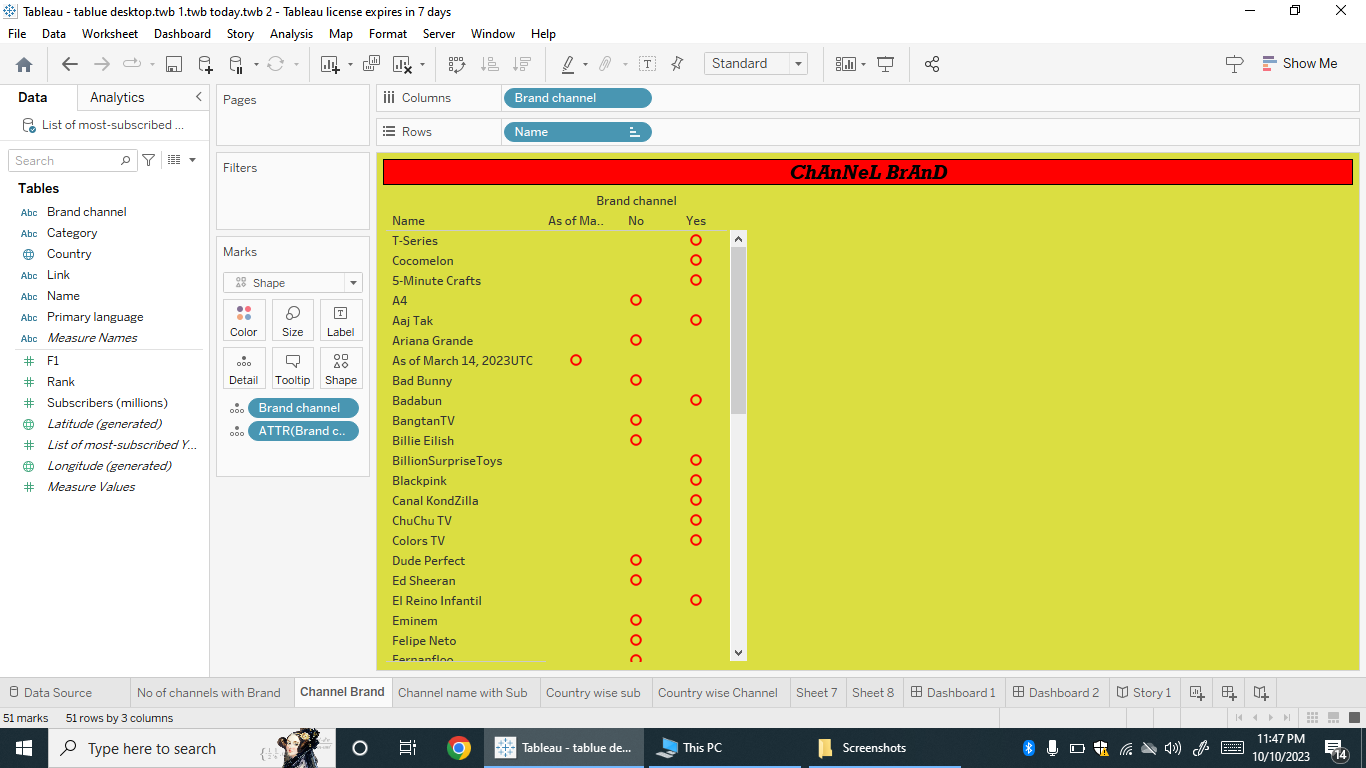 Tableau - tablue desktop.twb 1.twb today.twb 2 - Tableau license expires in 7 days
File Data Worksheet Dashboard Story Analysis Map Format Server Window Help
Standard
Show Me
Data Analytics
List of most-subscribed ...
Search
Tables
Abc Brand channel
Abc Category
Country
Abc Link
Abc Name
Abc Primary language
Abc Measure Names
F1
Rank
Subscribers (millions)
Latitude (generated)
List of most-subscribed Y...
Longitude (generated)
Measure Values
Pages
Filters
Marks
Shape
Color Size Label
Detail Tooltip Shape
Brand channel
ATTR(Brand c..
Columns Brand channel
Rows Name
ChAnNeL BrAnD
Brand channel
Name As of Ma.. No Yes
T-Series
Cocomelon
5-Minute Crafts
A4
Aaj Tak
Ariana Grande
As of March 14, 2023UTC
Bad Bunny
Badabun
BangtanTV
Billie Eilish
BillionSurpriseToys
Blackpink
Canal KondZilla
ChuChu TV
Colors TV
Dude Perfect
Ed Sheeran
El Reino Infantil
Eminem
Felipe Neto
Fernanfloo
Data Source No of channels with Brand Channel Brand Channel name with Sub Country wise sub Country wise Channel Sheet 7 Sheet 8 Dashboard 1 Dashboard 2 Story 1
51 marks 51 rows by 3 columns
Type here to search
Tableau - tablue de...
This PC
Screenshots
11:47 PM
10/10/2023
14